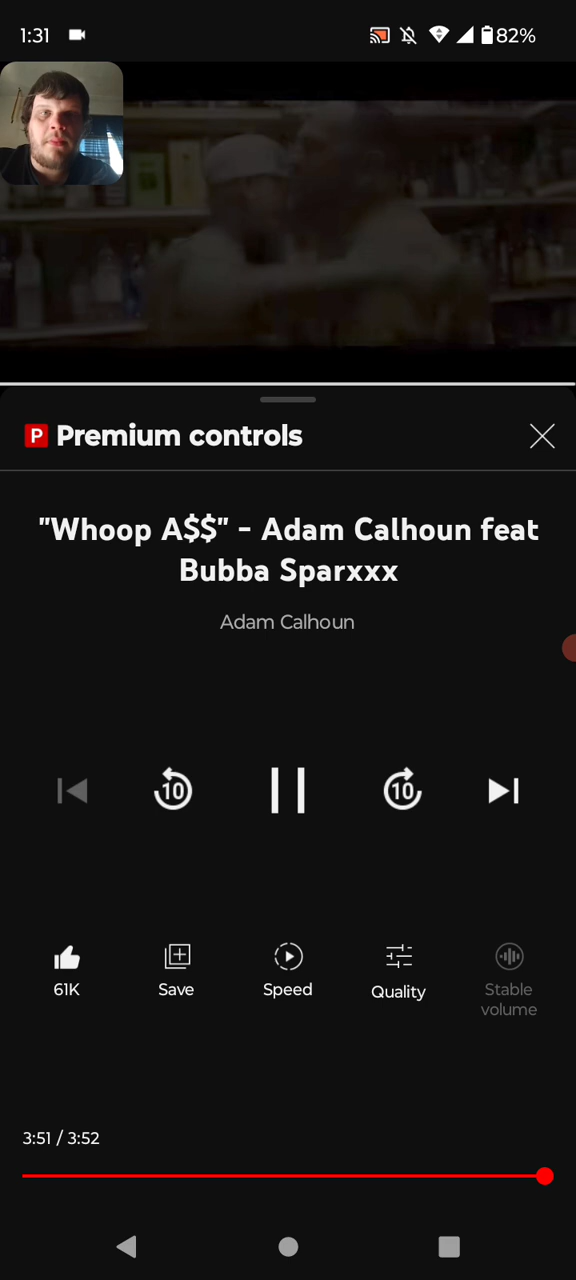 1:31 82%
P Premium controls
"Whoop A$$" - Adam Calhoun feat
Bubba Sparxxx
Adam Calhoun
10 10
61K Save Speed Quality Stable
volume
3:51 / 3:52